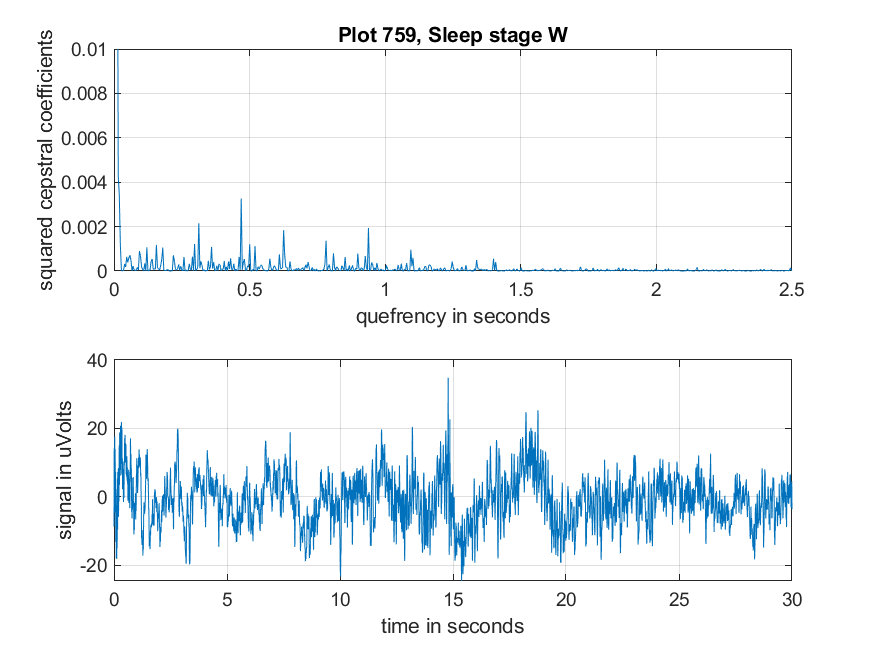 Plot 759, Sleep stage W
squared cepstral coefficients
0.01
0.008
0.006
0.004
0.002
0
0 0.5 1 1.5 2 2.5
quefrency in seconds
signal in uVolts
40
20
0
-20
0 5 10 15 20 25 30
time in seconds